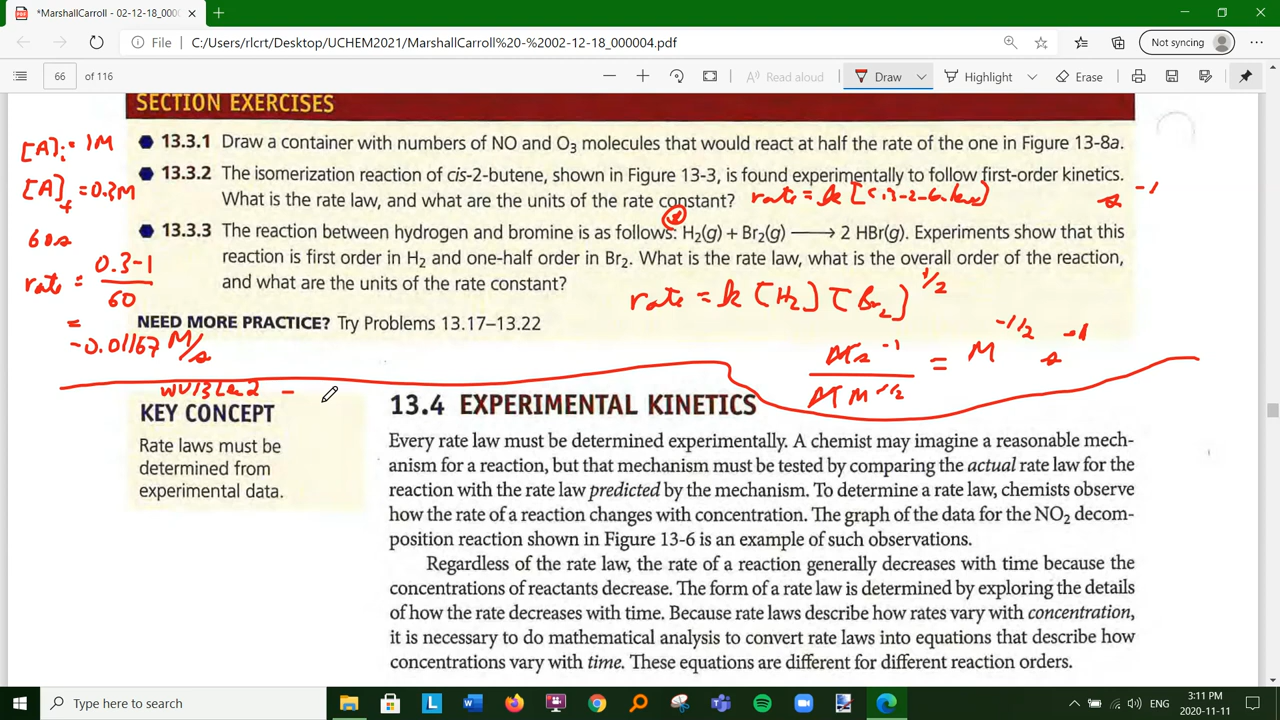 *MarshallCarroll - 02-12-18_000
File C:/Users/rlcrt/Desktop/UCHEM2021/MarshallCarroll%20-%2002-12-18_000004.pdf Not syncing
66 of 116 Read aloud Draw Highlight Erase
SECTION EXERCISES
13.3.1 Draw a container with numbers of NO and O₃ molecules that would react at half the rate of the one in Figure 13-8a.
13.3.2 The isomerization reaction of cis-2-butene, shown in Figure 13-3, is found experimentally to follow first-order kinetics.
What is the rate law, and what are the units of the rate constant?
rate = k [cis-2-butene] s⁻¹
13.3.3 The reaction between hydrogen and bromine is as follows: H₂(g) + Br₂(g) ⟶ 2 HBr(g). Experiments show that this
reaction is first order in H₂ and one-half order in Br₂. What is the rate law, what is the overall order of the reaction,
and what are the units of the rate constant?
rate = k [H₂] [Br₂]^1/2
NEED MORE PRACTICE? Try Problems 13.17–13.22
[A]i = 1M
[A]f = 0.3M
60s
rate = 0.3-1
60
=
-0.01167 M/s
M s⁻¹
M M^1/2
= M^-1/2 s⁻¹
KEY CONCEPT
Rate laws must be
determined from
experimental data.
13.4 EXPERIMENTAL KINETICS
Every rate law must be determined experimentally. A chemist may imagine a reasonable mech-
anism for a reaction, but that mechanism must be tested by comparing the actual rate law for the
reaction with the rate law predicted by the mechanism. To determine a rate law, chemists observe
how the rate of a reaction changes with concentration. The graph of the data for the NO₂ decom-
position reaction shown in Figure 13-6 is an example of such observations.
Regardless of the rate law, the rate of a reaction generally decreases with time because the
concentrations of reactants decrease. The form of a rate law is determined by exploring the details
of how the rate decreases with time. Because rate laws describe how rates vary with concentration,
it is necessary to do mathematical analysis to convert rate laws into equations that describe how
concentrations vary with time. These equations are different for different reaction orders.
Type here to search
ENG
3:11 PM
2020-11-11